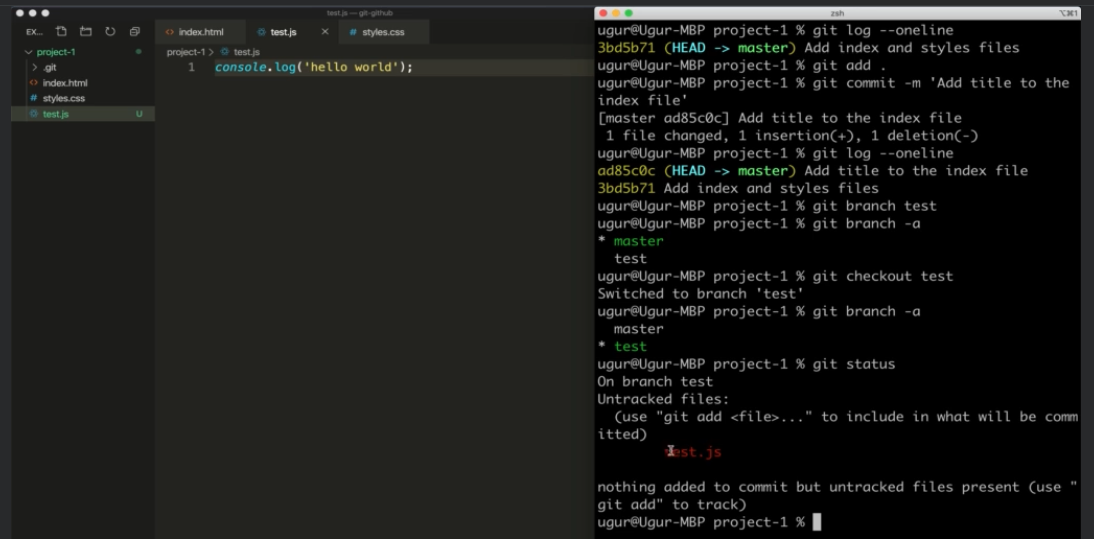 test.js — git-github
EX...
index.html
test.js
×
# styles.css
project-1
.git
index.html
# styles.css
test.js U
project-1 > test.js
1 console.log('hello world');
zsh
⌥⌘1
ugur@Ugur-MBP project-1 % git log --oneline
3bd5b71 (HEAD -> master) Add index and styles files
ugur@Ugur-MBP project-1 % git add .
ugur@Ugur-MBP project-1 % git commit -m 'Add title to the
index file'
[master ad85c0c] Add title to the index file
1 file changed, 1 insertion(+), 1 deletion(-)
ugur@Ugur-MBP project-1 % git log --oneline
ad85c0c (HEAD -> master) Add title to the index file
3bd5b71 Add index and styles files
ugur@Ugur-MBP project-1 % git branch test
ugur@Ugur-MBP project-1 % git branch -a
* master
test
ugur@Ugur-MBP project-1 % git checkout test
Switched to branch 'test'
ugur@Ugur-MBP project-1 % git branch -a
master
* test
ugur@Ugur-MBP project-1 % git status
On branch test
Untracked files:
(use "git add <file>..." to include in what will be comm
itted)
test.js
nothing added to commit but untracked files present (use "
git add" to track)
ugur@Ugur-MBP project-1 %